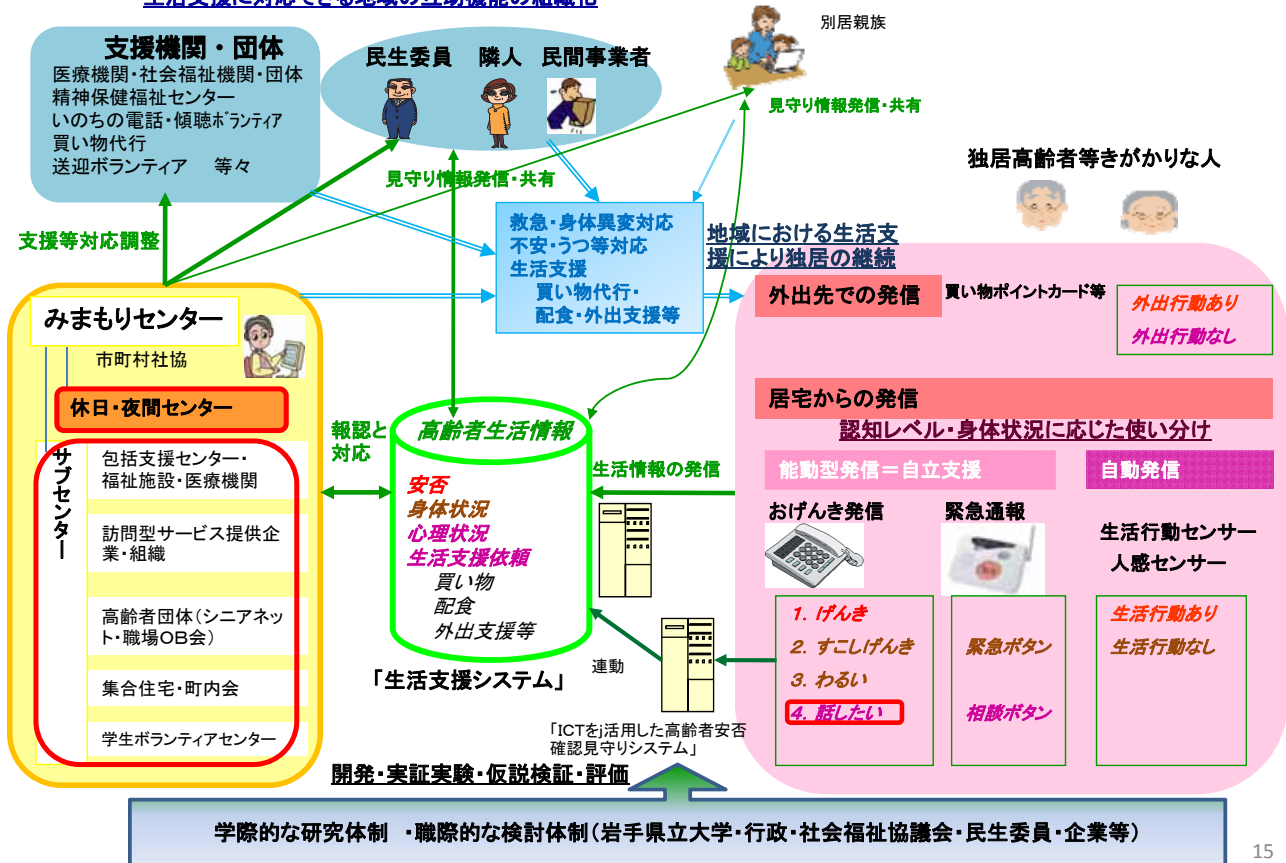 生活支援に対応できる地域の互助機能の組織化
支援機関・団体
医療機関・社会福祉機関・団体
精神保健福祉センター
いのちの電話・傾聴ボランティア
買い物代行
送迎ボランティア 等々
民生委員 隣人 民間事業者
別居親族
見守り情報発信・共有
見守り情報発信・共有
独居高齢者等きがかりな人
支援等対応調整
救急・身体異変対応
不安・うつ等対応
生活支援
買い物代行・
配食・外出支援等
地域における生活支
援により独居の継続
みまもりセンター
市町村社協
休日・夜間センター
サブセンター
包括支援センター・
福祉施設・医療機関
訪問型サービス提供企
業・組織
高齢者団体(シニアネッ
ト・職場OB会)
集合住宅・町内会
学生ボランティアセンター
報認と
対応
高齢者生活情報
安否
身体状況
心理状況
生活支援依頼
買い物
配食
外出支援等
「生活支援システム」
生活情報の発信
連動
「ICTをj活用した高齢者安否
確認見守りシステム」
外出先での発信
買い物ポイントカード等
外出行動あり
外出行動なし
居宅からの発信
認知レベル・身体状況に応じた使い分け
能動型発信=自立支援
自動発信
おげんき発信
緊急通報
生活行動センサー
人感センサー
1. げんき
2. すこしげんき
3. わるい
4. 話したい
緊急ボタン
相談ボタン
生活行動あり
生活行動なし
開発・実証実験・仮説検証・評価
学際的な研究体制 ・職際的な検討体制(岩手県立大学・行政・社会福祉協議会・民生委員・企業等)
15